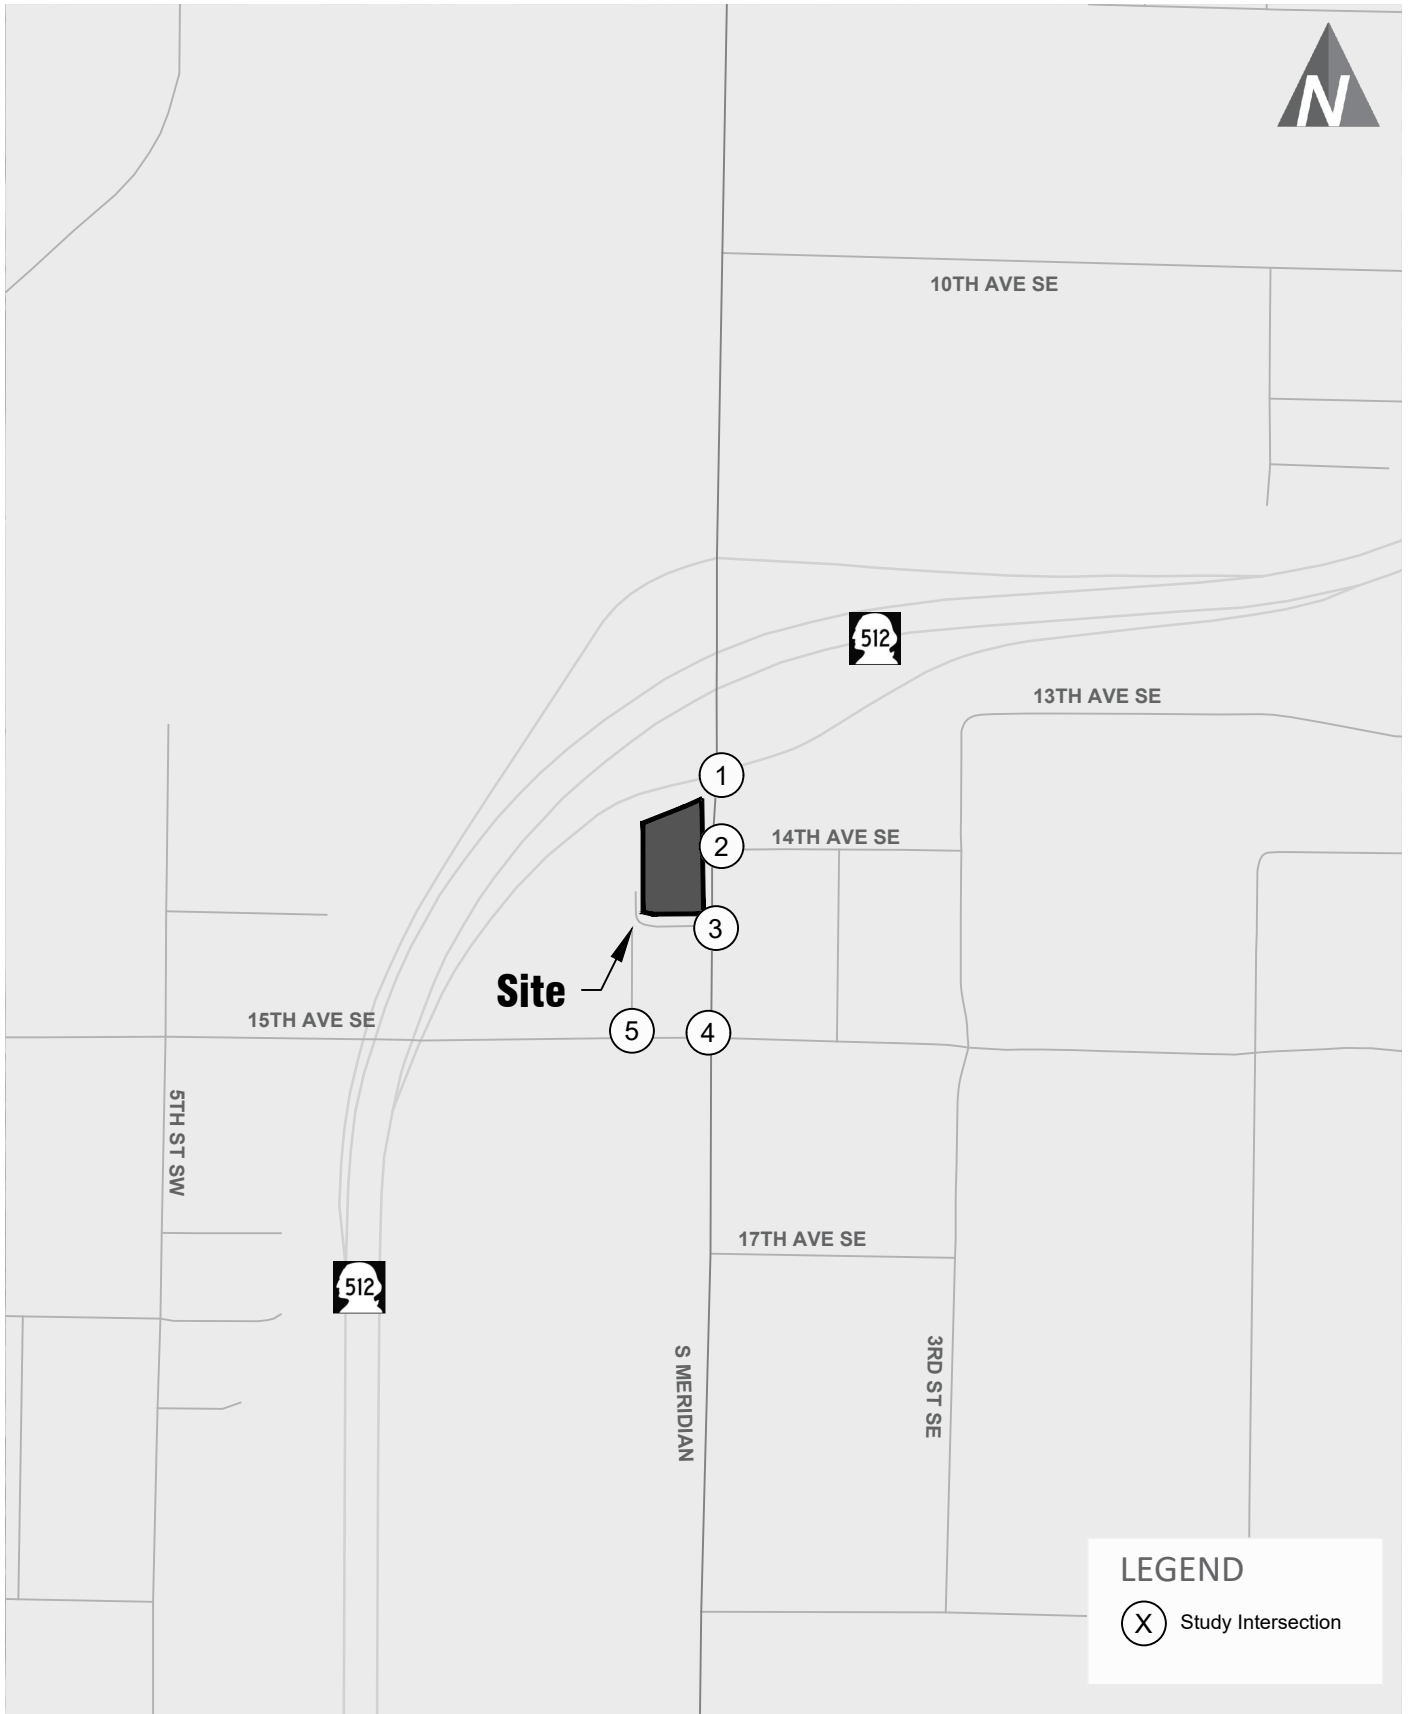 N
10TH AVE SE
512
13TH AVE SE
1
14TH AVE SE
2
3
Site
15TH AVE SE
5
4
5TH ST SW
17TH AVE SE
512
S MERIDIAN
3RD ST SE
LEGEND
X Study Intersection